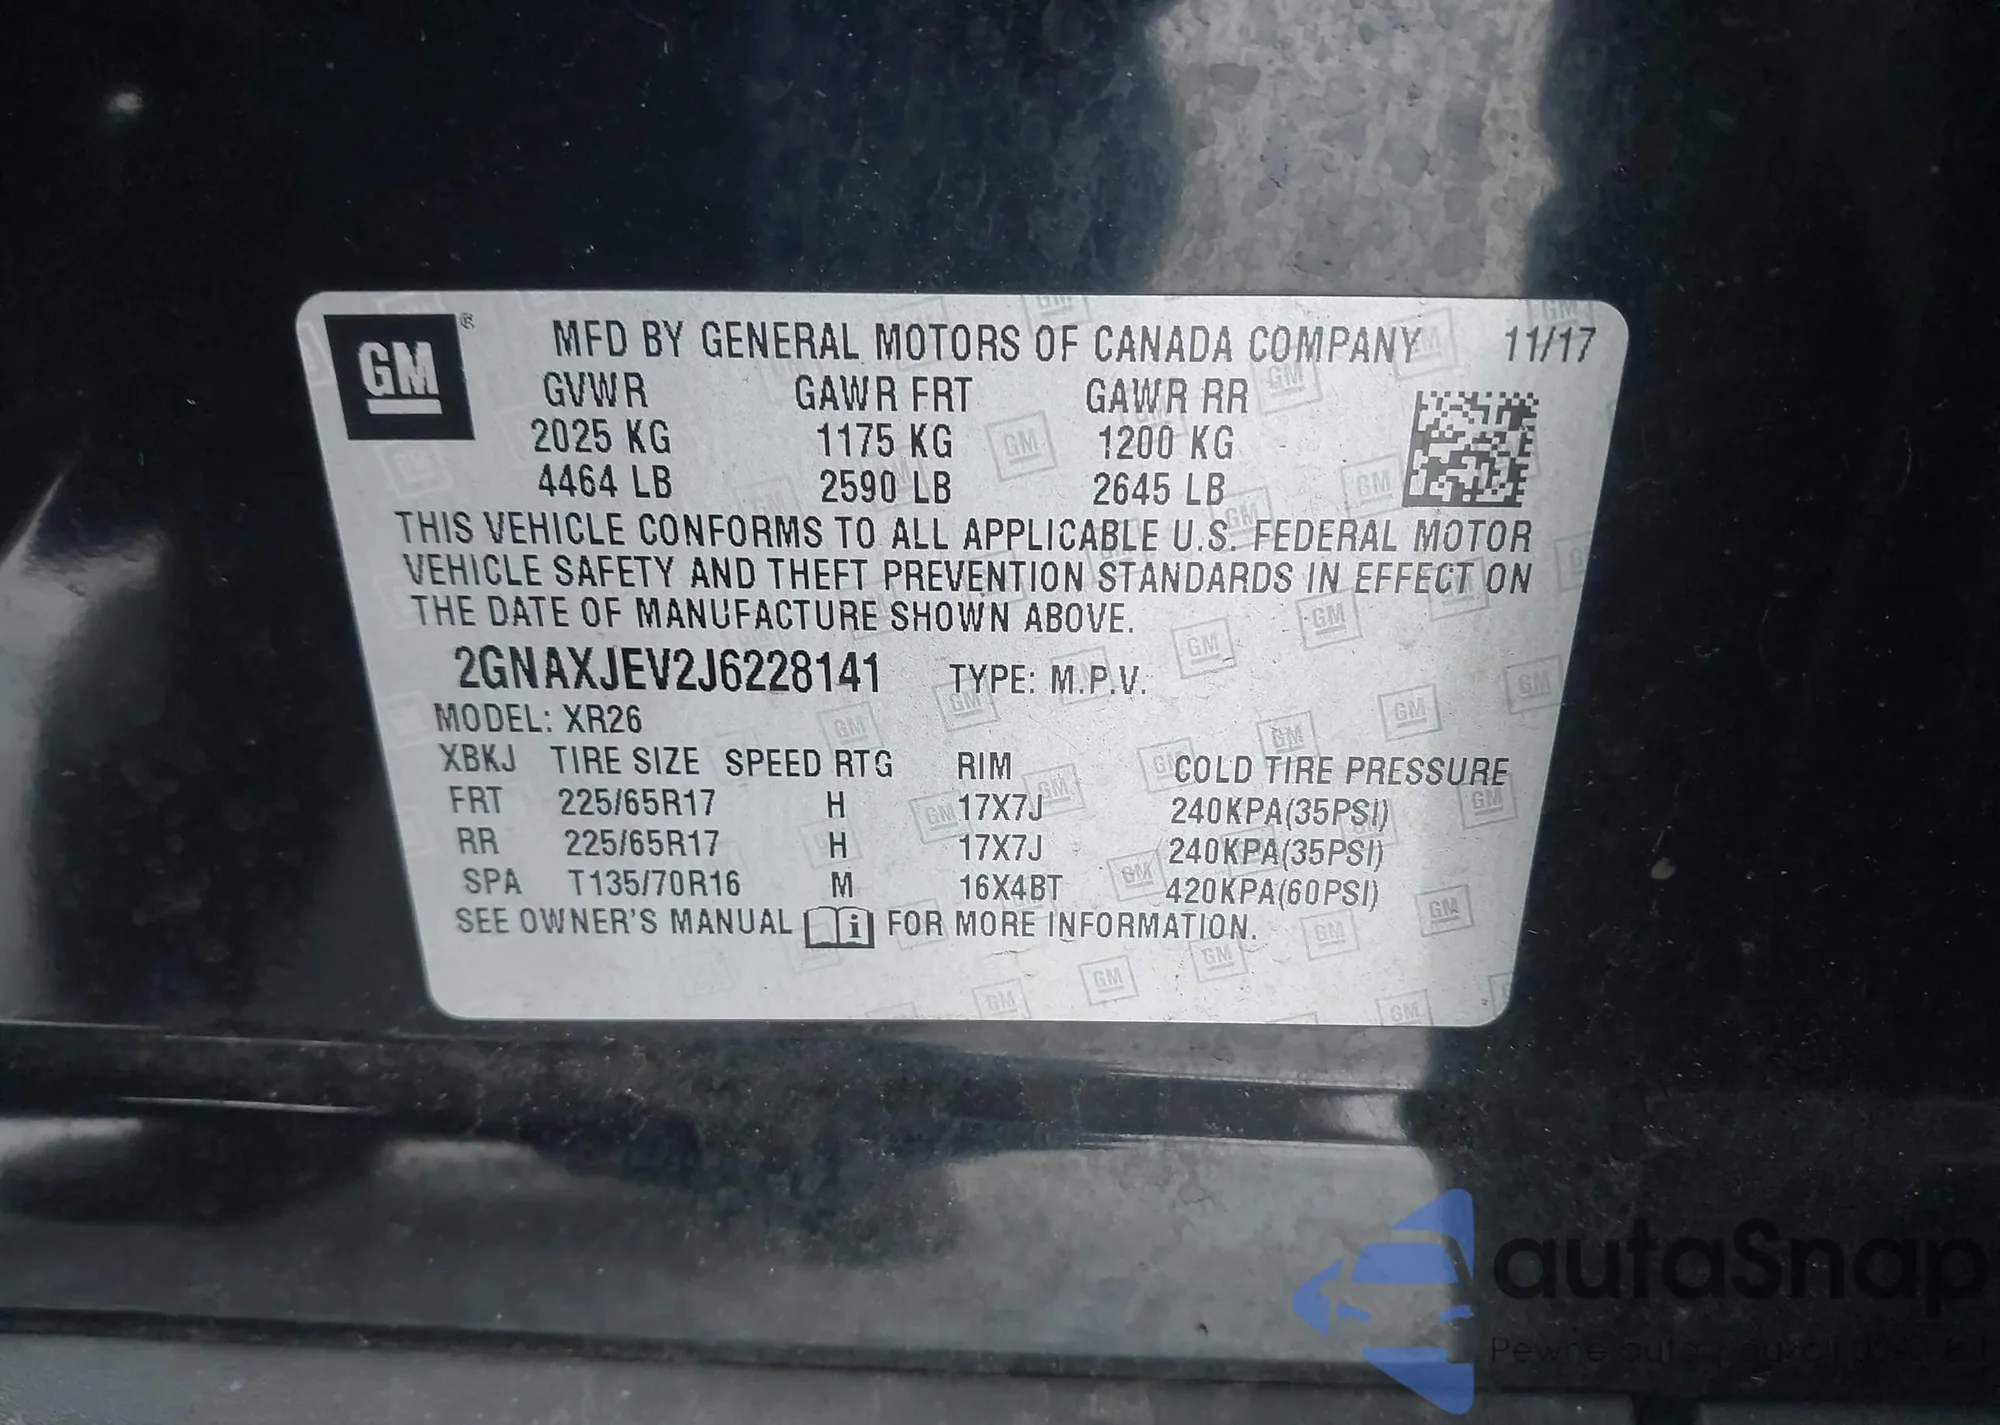 GM ®
MFD BY GENERAL MOTORS OF CANADA COMPANY 11/17
GVWR GAWR FRT GAWR RR
2025 KG 1175 KG 1200 KG
4464 LB 2590 LB 2645 LB
THIS VEHICLE CONFORMS TO ALL APPLICABLE U.S. FEDERAL MOTOR
VEHICLE SAFETY AND THEFT PREVENTION STANDARDS IN EFFECT ON
THE DATE OF MANUFACTURE SHOWN ABOVE.
2GNAXJEV2J6228141 TYPE: M.P.V.
MODEL: XR26
XBKJ TIRE SIZE SPEED RTG RIM COLD TIRE PRESSURE
FRT 225/65R17 H 17X7J 240KPA(35PSI)
RR 225/65R17 H 17X7J 240KPA(35PSI)
SPA T135/70R16 M 16X4BT 420KPA(60PSI)
SEE OWNER'S MANUAL i FOR MORE INFORMATION.
autaSnap
Pewne auta